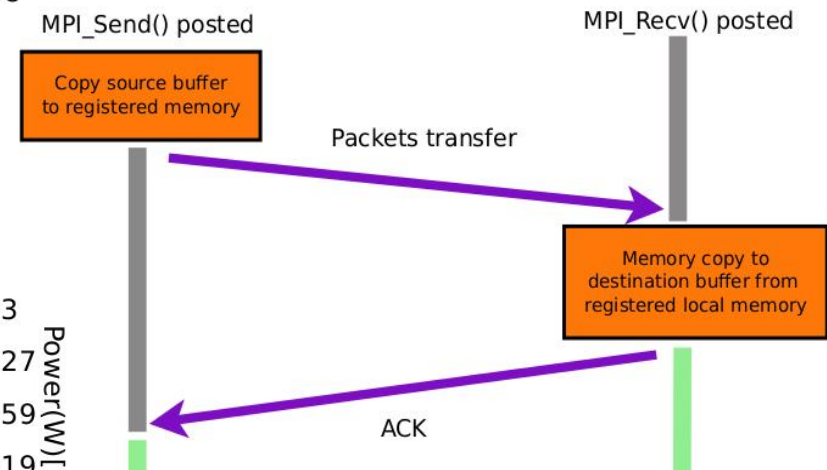 MPI_Send() posted
MPI_Recv() posted
Copy source buffer
to registered memory
Packets transfer
Memory copy to
destination buffer from
registered local memory
3
27
59
19
Power(W)[
ACK